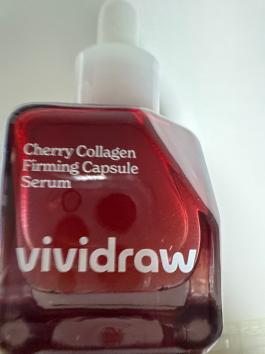 Cherry Collagen
Firming Capsule
Serum
vividraw